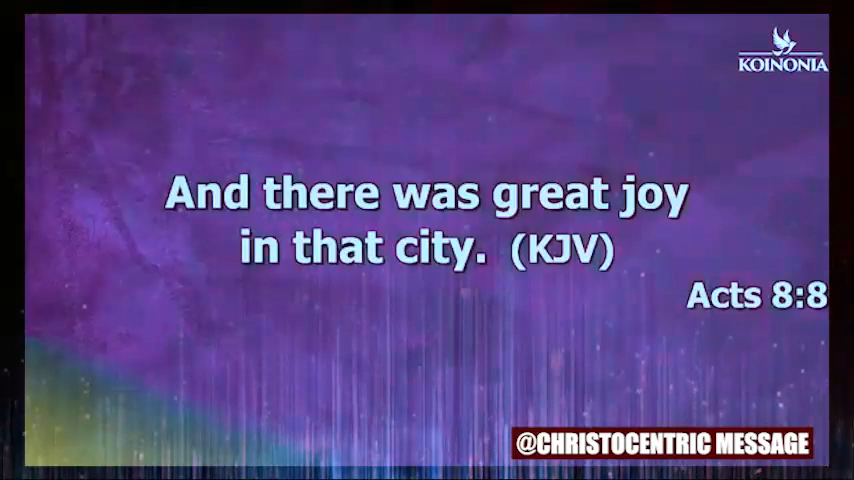 KOINONIA
And there was great joy
in that city. (KJV)
Acts 8:8
@CHRISTOCENTRIC MESSAGE